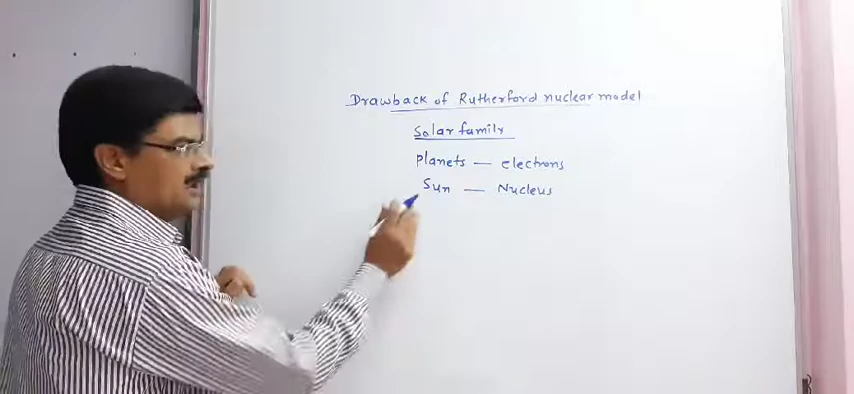 Drawback of Rutherford nuclear model
Solar family
Planets — electrons
Sun — Nucleus